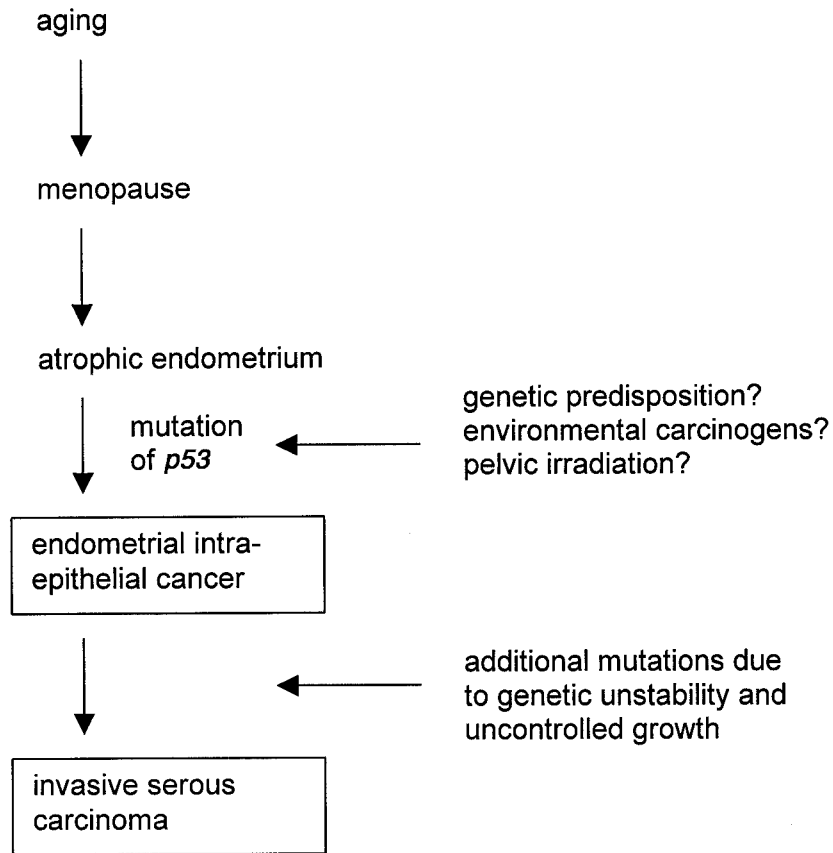 aging
menopause
atrophic endometrium
mutation
of p53
genetic predisposition?
environmental carcinogens?
pelvic irradiation?
endometrial intra-
epithelial cancer
additional mutations due
to genetic unstability and
uncontrolled growth
invasive serous
carcinoma